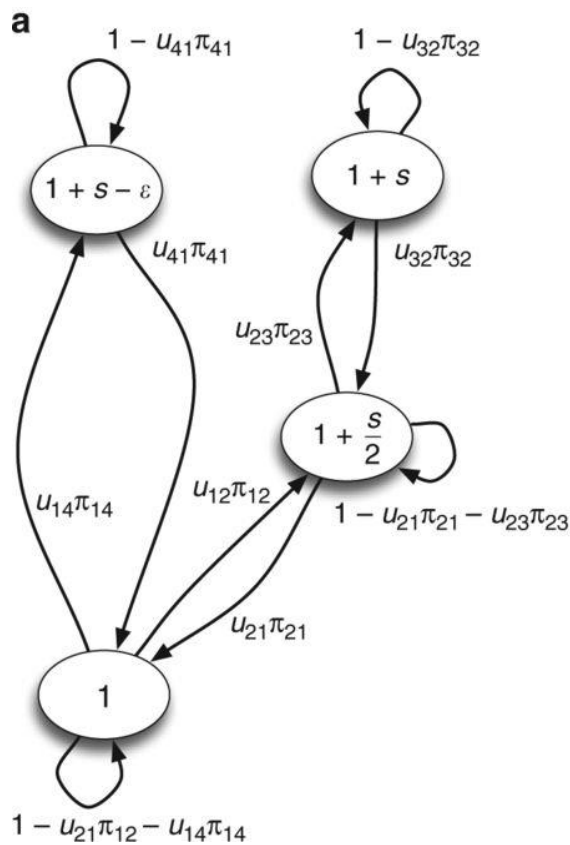 a
1 − u₄₁π₄₁
1 − u₃₂π₃₂
1 + s − ε
1 + s
u₄₁π₄₁
u₃₂π₃₂
u₂₃π₂₃
1 + s/2
u₁₄π₁₄
u₁₂π₁₂
1 − u₂₁π₂₁ − u₂₃π₂₃
u₂₁π₂₁
1
1 − u₂₁π₁₂ − u₁₄π₁₄